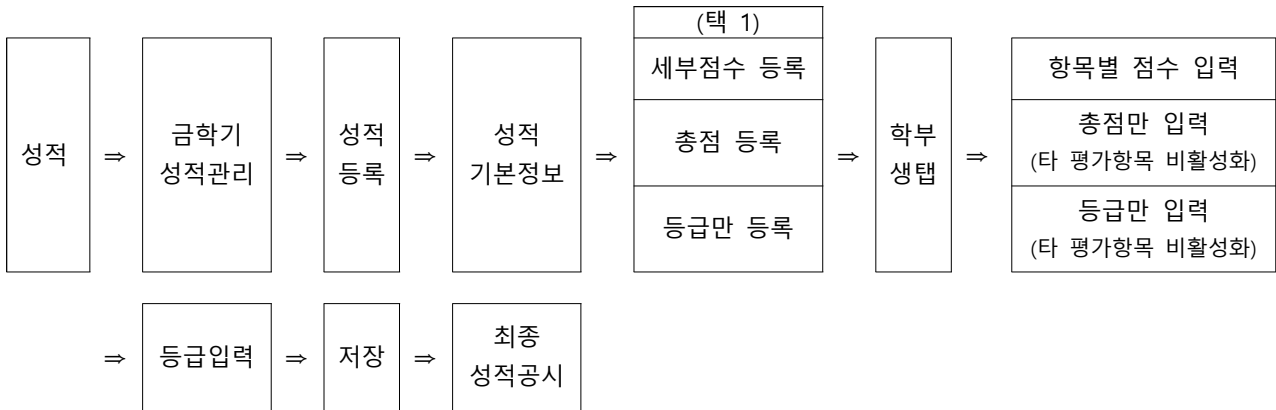 성적
⇒
금학기
성적관리
⇒
성적
등록
⇒
성적
기본정보
⇒
(택 1)
세부점수 등록
총점 등록
등급만 등록
⇒
학부
생탭
⇒
항목별 점수 입력
총점만 입력
(타 평가항목 비활성화)
등급만 입력
(타 평가항목 비활성화)
⇒
등급입력
⇒
저장
⇒
최종
성적공시